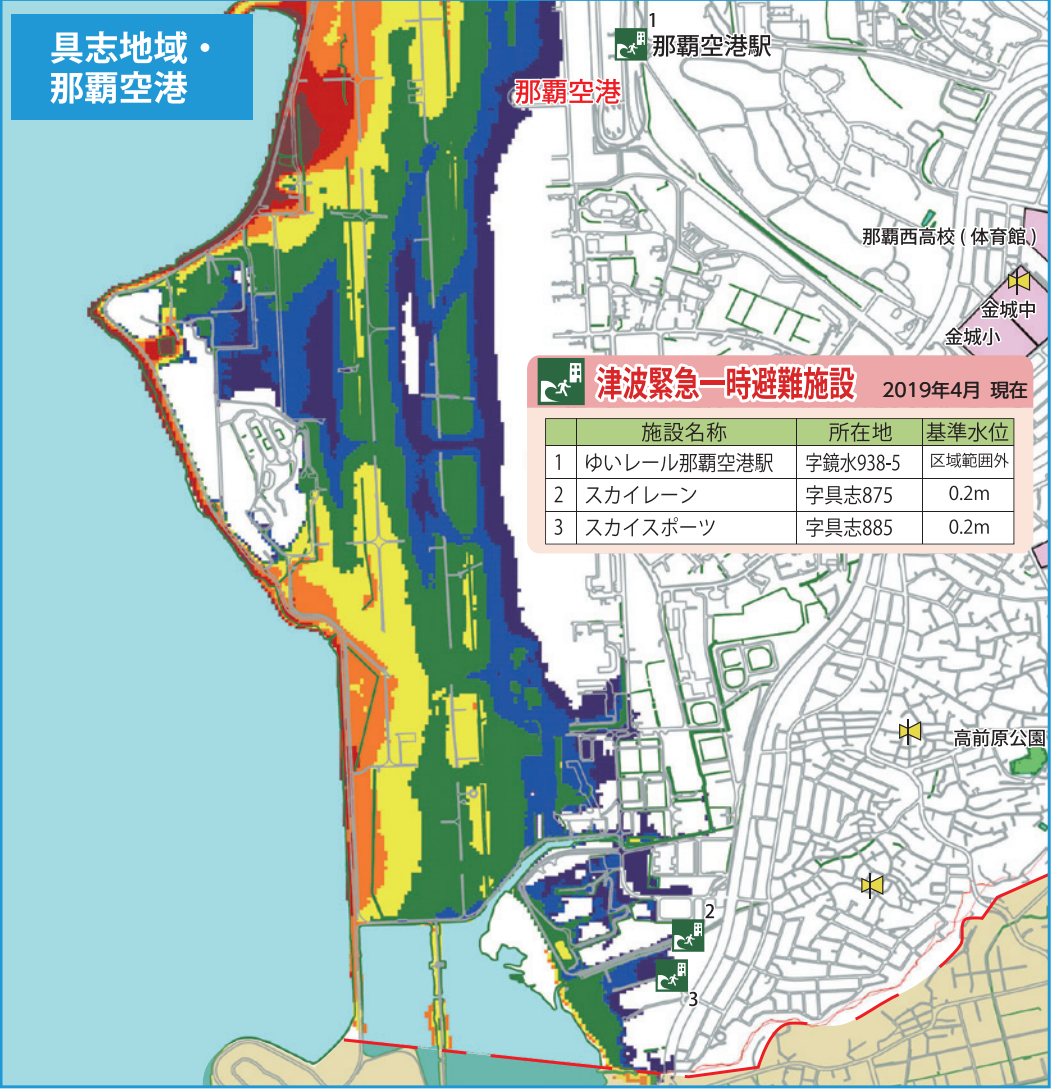 具志地域・
那覇空港
1
那覇空港駅
那覇空港
那覇西高校 ( 体育館 )
金城中
金城小
津波緊急一時避難施設 2019年4月 現在
施設名称 所在地 基準水位
1 ゆいレール那覇空港駅 字鏡水938-5 区域範囲外
2 スカイレーン 字具志875 0.2m
3 スカイスポーツ 字具志885 0.2m
高前原公園
2
3